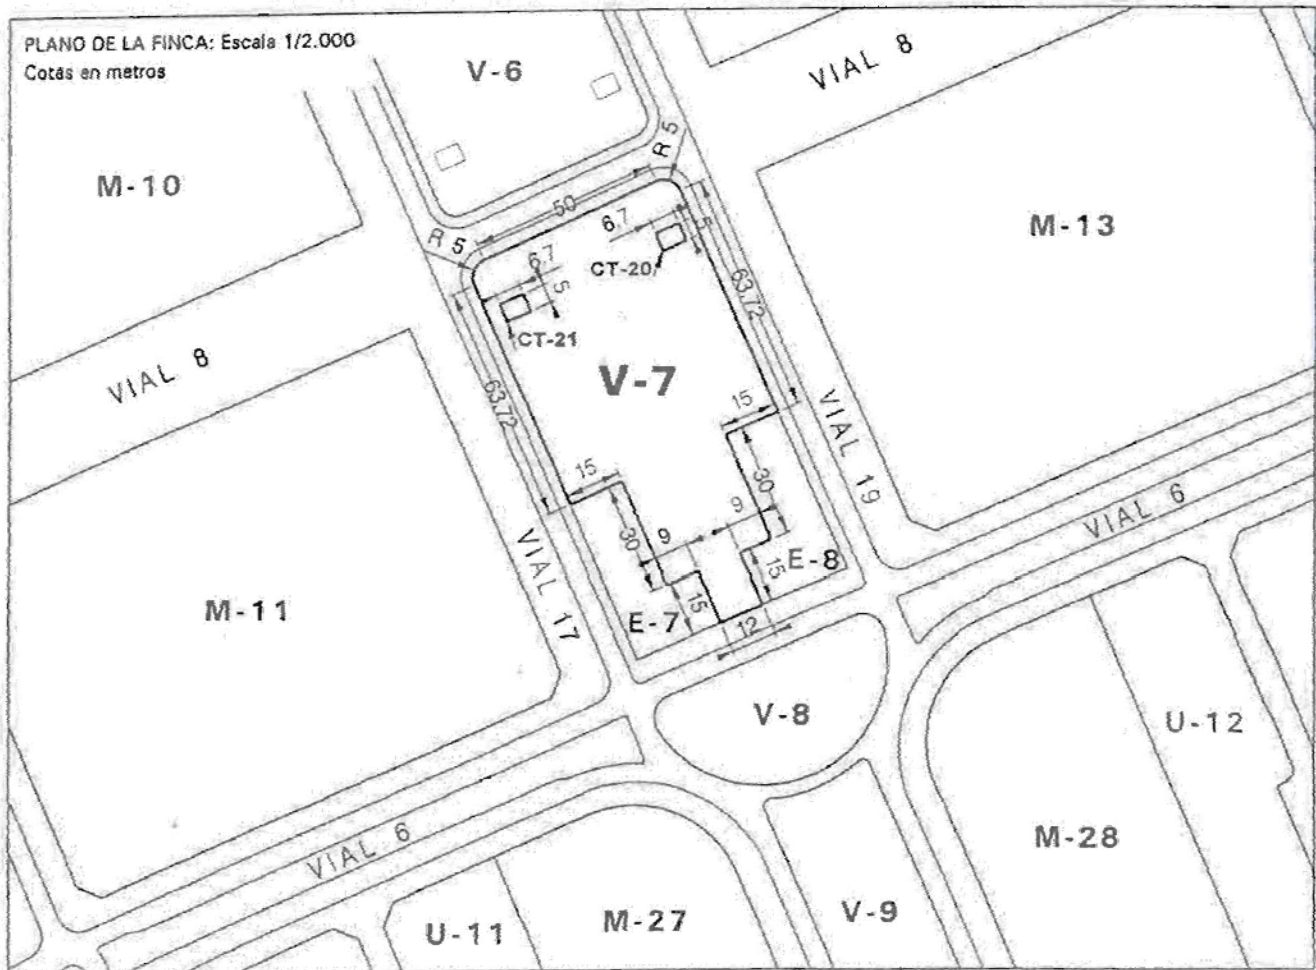 PLANO DE LA FINCA: Escala 1/2.000
Cotas en metros
V-6
VIAL 8
M-10
R 5
50
6,7
5
M-13
R 5
6,7
5
CT-20
CT-21
63,72
VIAL 8
63,72
V-7
15
15
VIAL 19
30
9
VIAL 6
30
9
15
E-8
VIAL 17
M-11
E-7
15
12
V-8
U-12
VIAL 6
M-28
U-11
M-27
V-9